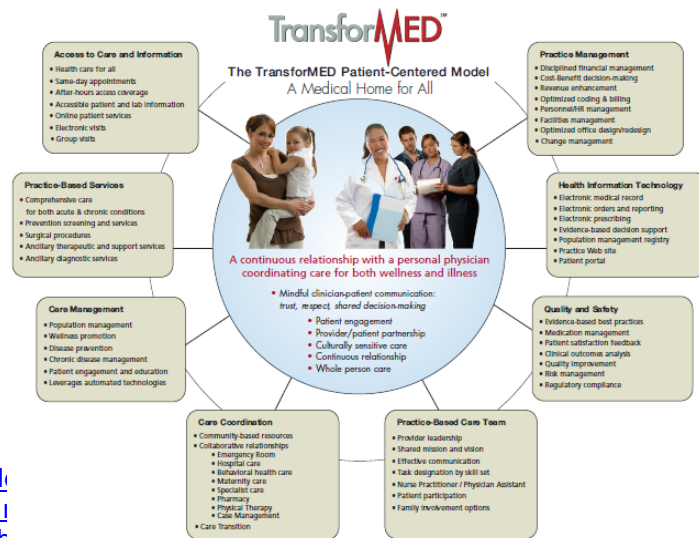 TransforMED™
The TransforMED Patient-Centered Model
A Medical Home for All
Access to Care and Information
• Health care for all
• Same-day appointments
• After-hours access coverage
• Accessible patient and lab information
• Online patient services
• Electronic visits
• Group visits
Practice Management
• Disciplined financial management
• Cost-Benefit decision-making
• Revenue enhancement
• Optimized coding & billing
• Personnel/HR management
• Facilities management
• Optimized office design/redesign
• Change management
Practice-Based Services
• Comprehensive care
for both acute & chronic conditions
• Prevention screening and services
• Surgical procedures
• Ancillary therapeutic and support services
• Ancillary diagnostic services
Health Information Technology
• Electronic medical record
• Electronic orders and reporting
• Electronic prescribing
• Evidence-based decision support
• Population management registry
• Practice Web site
• Patient portal
A continuous relationship with a personal physician
coordinating care for both wellness and illness
• Mindful clinician-patient communication:
trust, respect, shared decision-making
• Patient engagement
• Provider/patient partnership
• Culturally sensitive care
• Continuous relationship
• Whole person care
Care Management
• Population management
• Wellness promotion
• Disease prevention
• Chronic disease management
• Patient engagement and education
• Leverages automated technologies
Quality and Safety
• Evidence-based best practices
• Medication management
• Patient satisfaction feedback
• Clinical outcomes analysis
• Quality improvement
• Risk management
• Regulatory compliance
Care Coordination
• Community-based resources
• Collaborative relationships
• Emergency Room
• Hospital care
• Behavioral health care
• Maternity care
• Specialist care
• Pharmacy
• Physical Therapy
• Case Management
• Care Transition
Practice-Based Care Team
• Provider leadership
• Shared mission and vision
• Effective communication
• Task designation by skill set
• Nurse Practitioner / Physician Assistant
• Patient participation
• Family involvement options